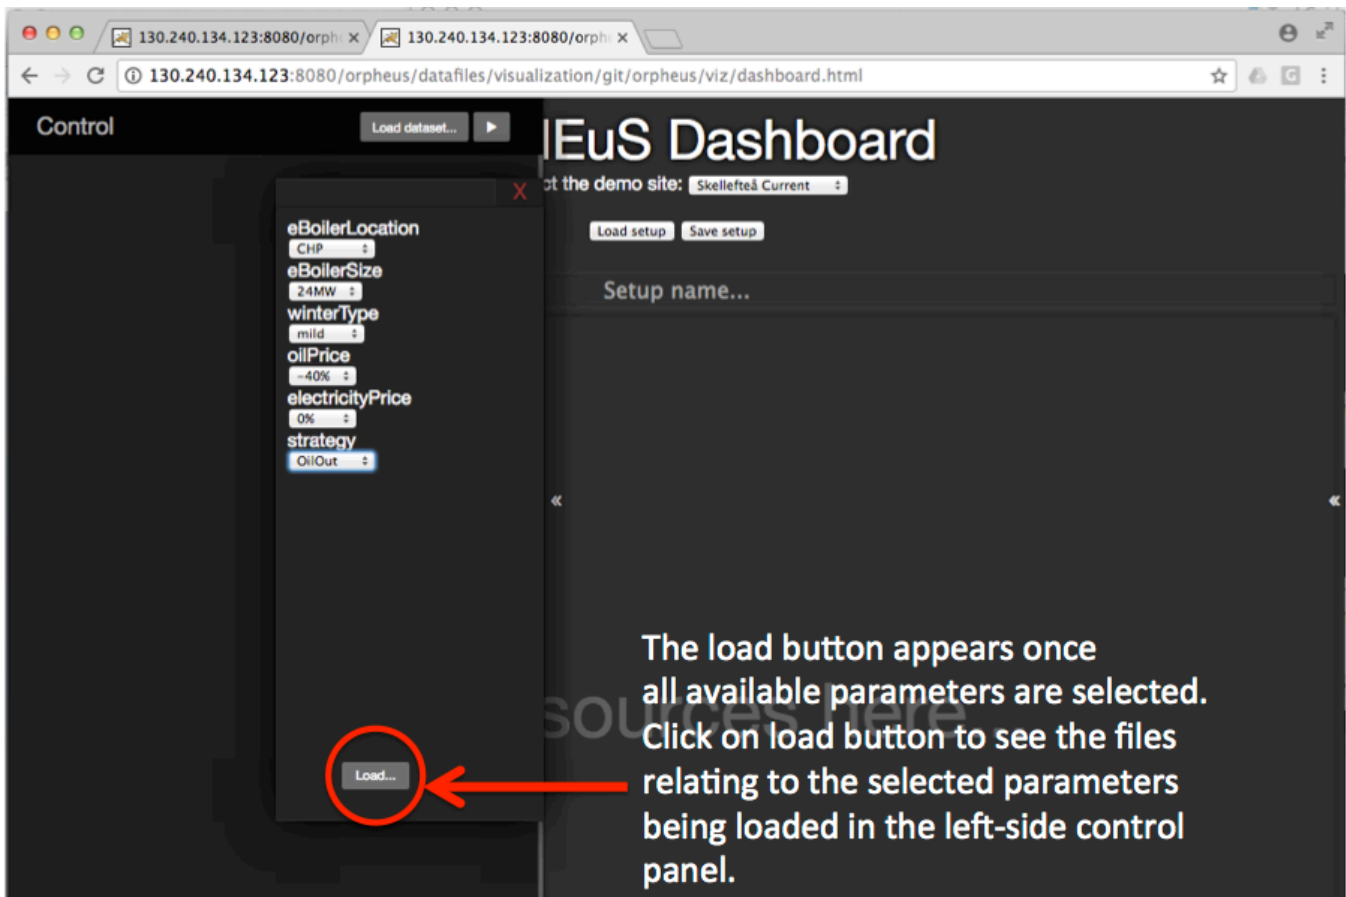 130.240.134.123:8080/orph
130.240.134.123:8080/orph
130.240.134.123:8080/orpheus/datafiles/visualization/git/orpheus/viz/dashboard.html
Control
Load dataset...
lEuS Dashboard
ct the demo site: Skellefteå Current
X
Load setup Save setup
Setup name...
eBoilerLocation
CHP
eBoilerSize
24MW
winterType
mild
oilPrice
-40%
electricityPrice
0%
strategy
OilOut
« «
sources here...
Load...
The load button appears once
all available parameters are selected.
Click on load button to see the files
relating to the selected parameters
being loaded in the left-side control
panel.